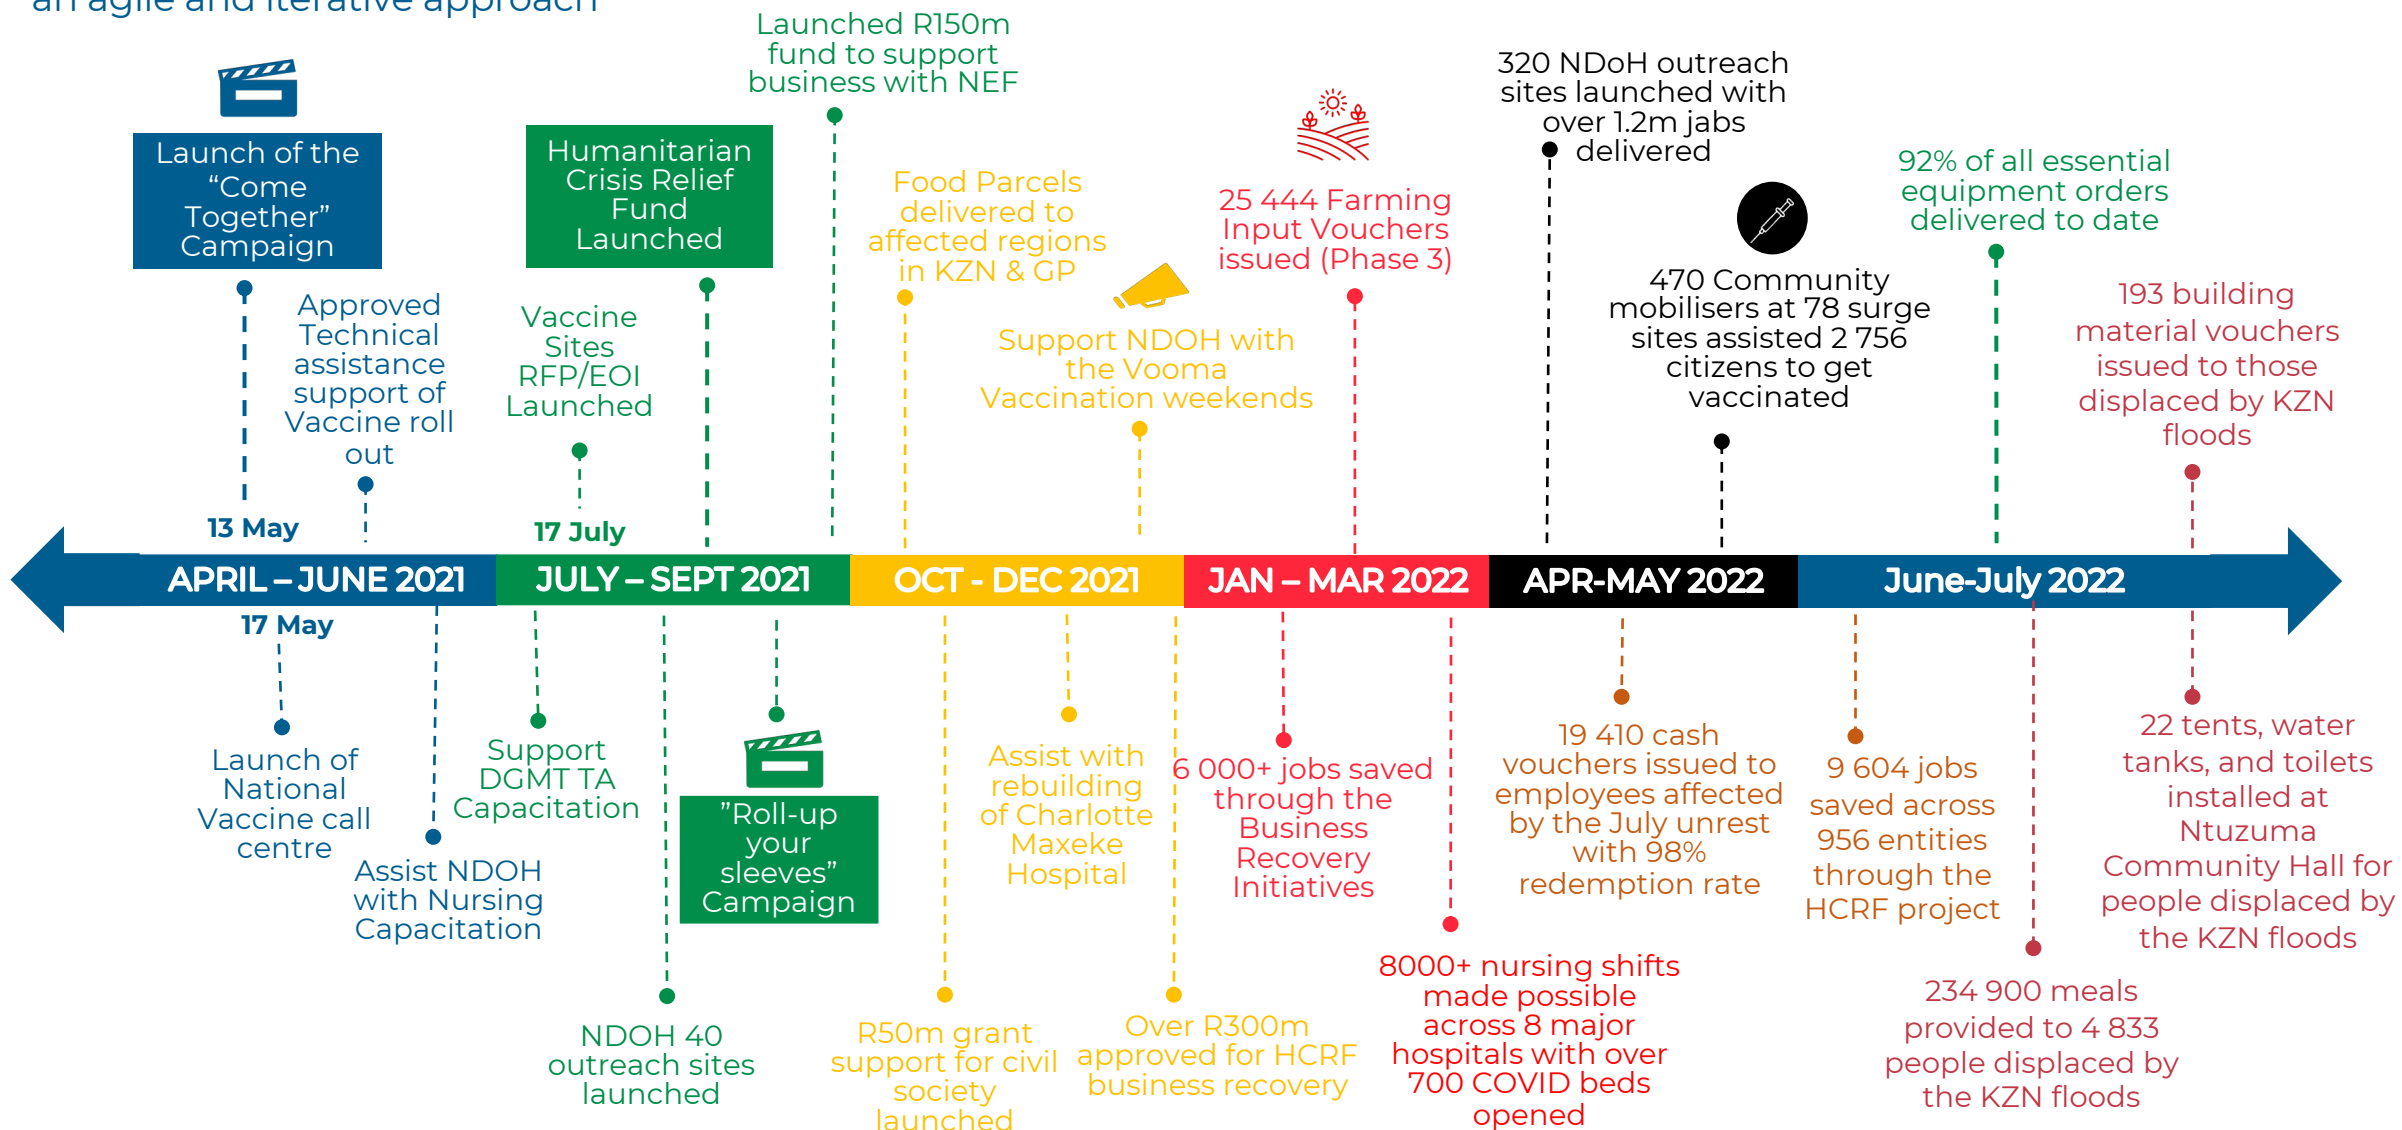 an agile and iterative approach
Launch of the
“Come
Together”
Campaign
Approved
Technical
assistance
support of
Vaccine roll
out
13 May
Humanitarian
Crisis Relief
Fund
Launched
Vaccine
Sites
RFP/EOI
Launched
17 July
Launched R150m
fund to support
business with NEF
Food Parcels
delivered to
affected regions
in KZN & GP
Support NDOH with
the Vooma
Vaccination weekends
25 444 Farming
Input Vouchers
issued (Phase 3)
320 NDoH outreach
sites launched with
over 1.2m jabs
delivered
470 Community
mobilisers at 78 surge
sites assisted 2 756
citizens to get
vaccinated
92% of all essential
equipment orders
delivered to date
193 building
material vouchers
issued to those
displaced by KZN
floods
APRIL – JUNE 2021
JULY – SEPT 2021
OCT - DEC 2021
JAN – MAR 2022
APR-MAY 2022
June-July 2022
17 May
Launch of
National
Vaccine call
centre
Assist NDOH
with Nursing
Capacitation
Support
DGMT TA
Capacitation
NDOH 40
outreach sites
launched
”Roll-up
your
sleeves”
Campaign
R50m grant
support for civil
society
launched
Assist with
rebuilding
of Charlotte
Maxeke
Hospital
Over R300m
approved for HCRF
business recovery
6 000+ jobs saved
through the
Business
Recovery
Initiatives
8000+ nursing shifts
made possible
across 8 major
hospitals with over
700 COVID beds
opened
19 410 cash
vouchers issued to
employees affected
by the July unrest
with 98%
redemption rate
9 604 jobs
saved across
956 entities
through the
HCRF project
234 900 meals
provided to 4 833
people displaced by
the KZN floods
22 tents, water
tanks, and toilets
installed at
Ntuzuma
Community Hall for
people displaced by
the KZN floods